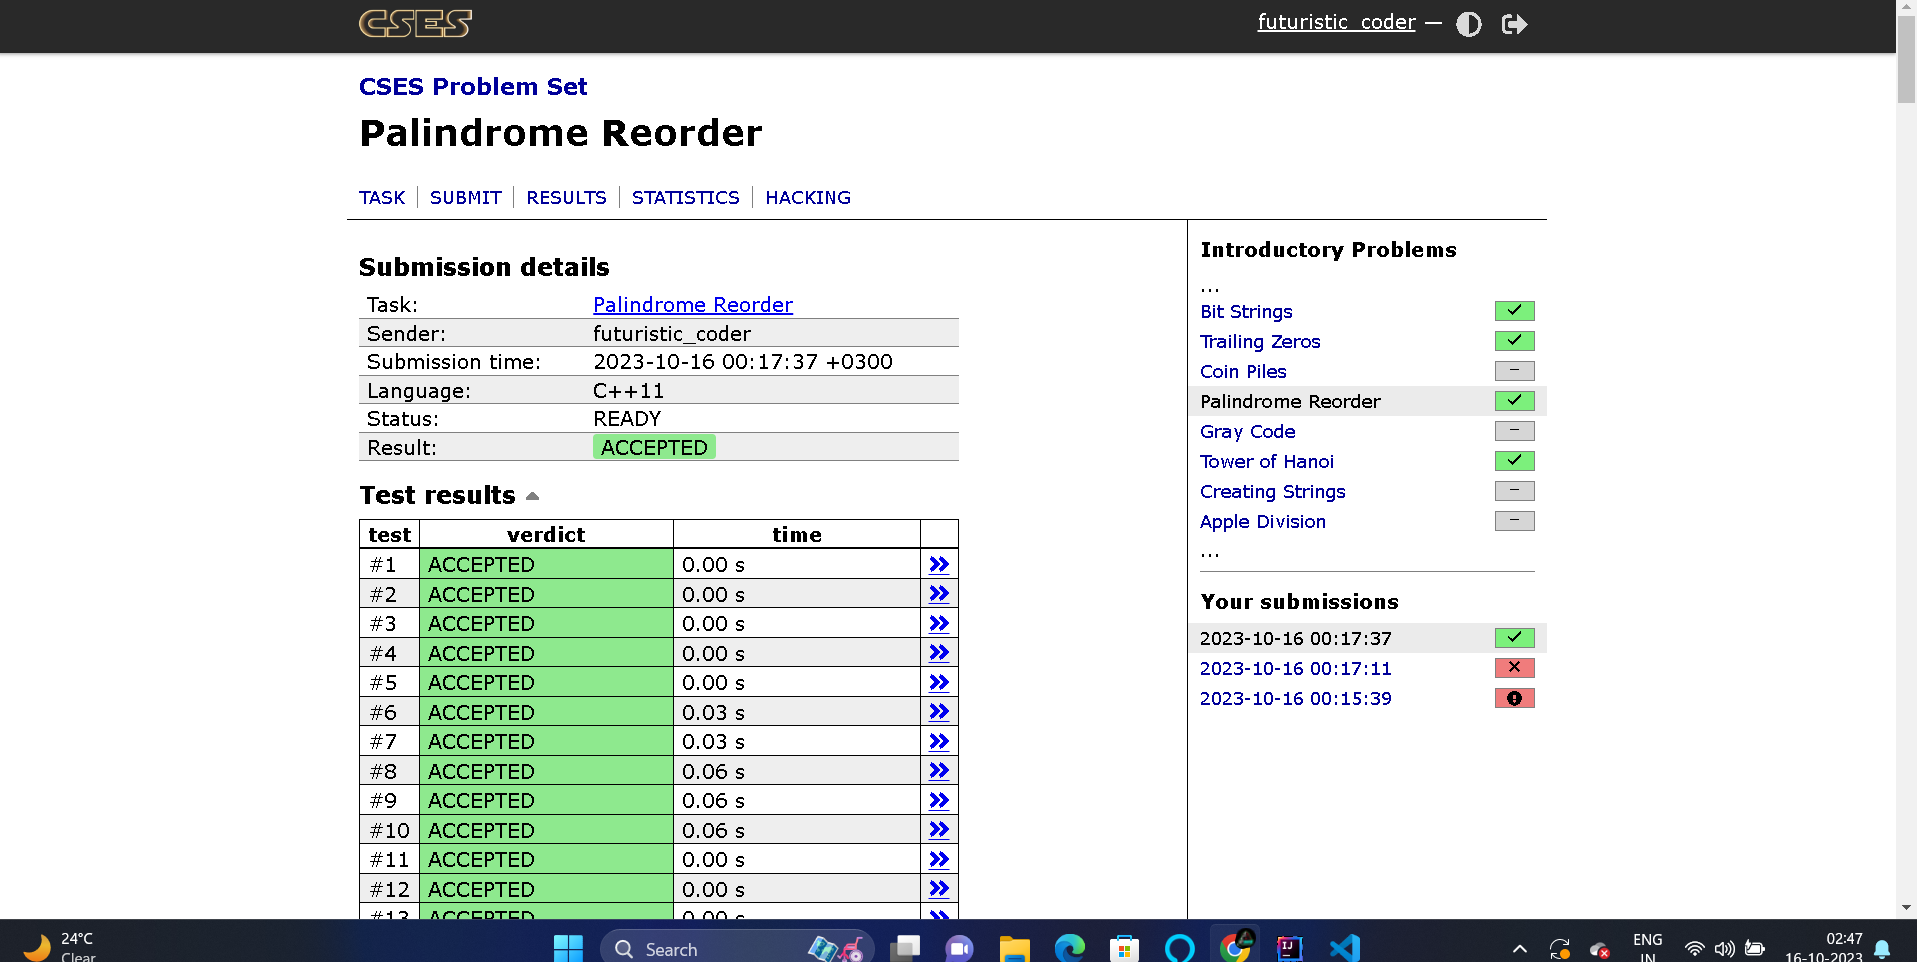 CSES
futuristic_coder —
CSES Problem Set
Palindrome Reorder
TASK | SUBMIT | RESULTS | STATISTICS | HACKING
Submission details
Task: Palindrome Reorder
Sender: futuristic_coder
Submission time: 2023-10-16 00:17:37 +0300
Language: C++11
Status: READY
Result: ACCEPTED
Test results
test verdict time
#1 ACCEPTED 0.00 s »
#2 ACCEPTED 0.00 s »
#3 ACCEPTED 0.00 s »
#4 ACCEPTED 0.00 s »
#5 ACCEPTED 0.00 s »
#6 ACCEPTED 0.03 s »
#7 ACCEPTED 0.03 s »
#8 ACCEPTED 0.06 s »
#9 ACCEPTED 0.06 s »
#10 ACCEPTED 0.06 s »
#11 ACCEPTED 0.00 s »
#12 ACCEPTED 0.00 s »
#13 ACCEPTED 0.00 s »
Introductory Problems
...
Bit Strings
Trailing Zeros
Coin Piles –
Palindrome Reorder
Gray Code –
Tower of Hanoi
Creating Strings –
Apple Division –
...
Your submissions
2023-10-16 00:17:37
2023-10-16 00:17:11
2023-10-16 00:15:39
24°C
Clear
Search
IJ
ENG
IN
02:47
16-10-2023